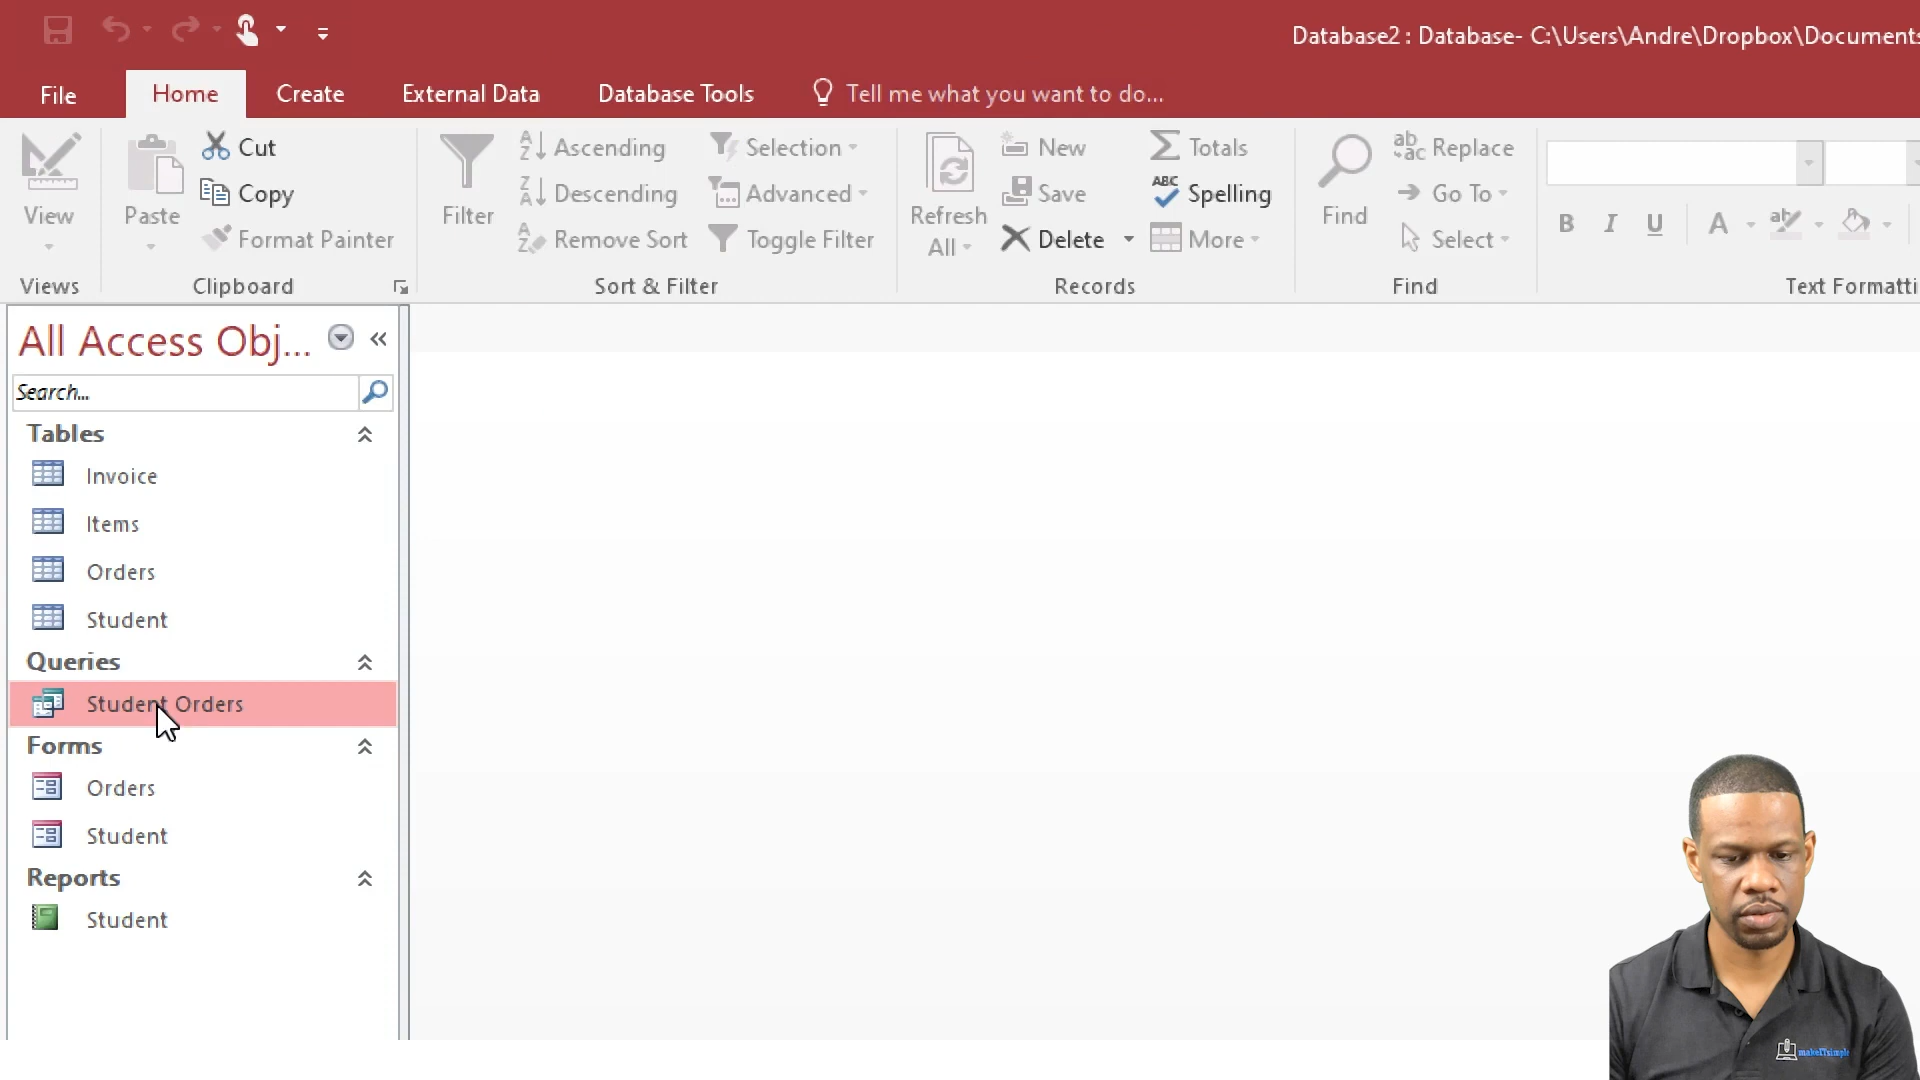 Database2 : Database- C:\Users\Andre\Dropbox\Documents
File Home Create External Data Database Tools Tell me what you want to do...
View
Views
Paste
Cut
Copy
Format Painter
Clipboard
Filter
Ascending
Descending
Remove Sort
Selection
Advanced
Toggle Filter
Sort & Filter
Refresh
All
New
Save
Delete
Totals
ABC
Spelling
More
Records
Find
Replace
Go To
Select
Find
B I U A
Text Formatti
All Access Obj...
Search...
Tables
Invoice
Items
Orders
Student
Queries
Student Orders
Forms
Orders
Student
Reports
Student
makeITsimple